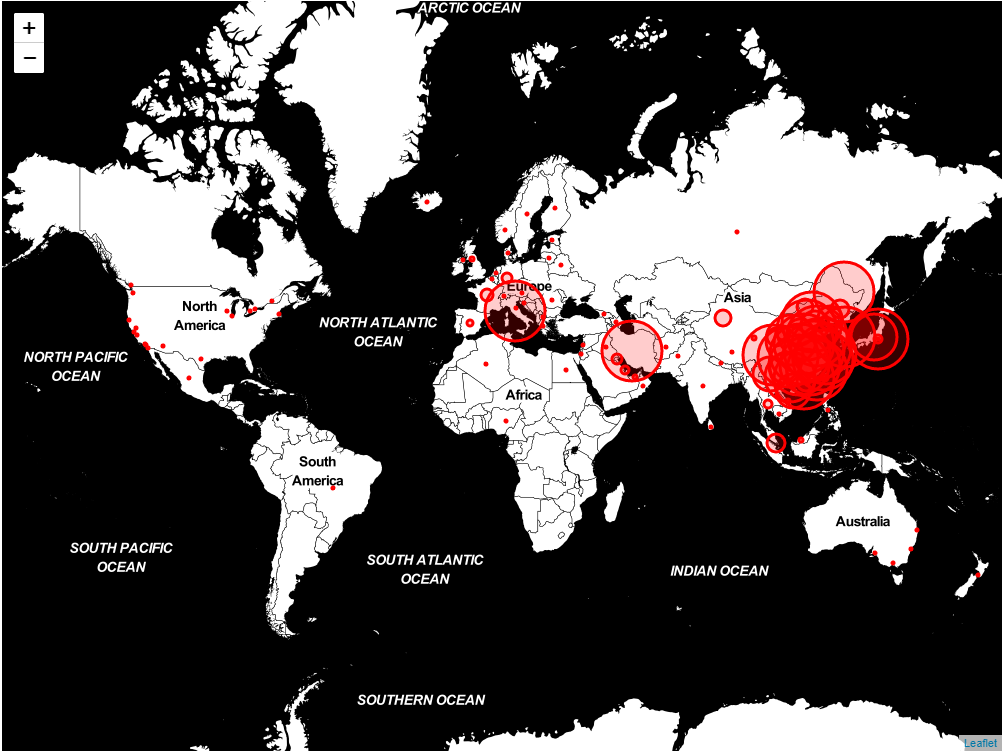 ARCTIC OCEAN
+
−
Europe
Asia
North
America
NORTH ATLANTIC
OCEAN
NORTH PACIFIC
OCEAN
Africa
South
America
Australia
SOUTH PACIFIC
OCEAN
SOUTH ATLANTIC
OCEAN
INDIAN OCEAN
SOUTHERN OCEAN
Leaflet